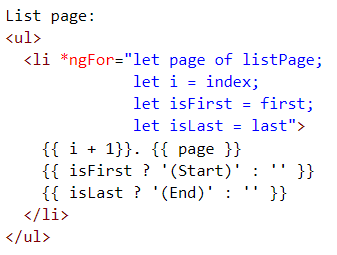 List page:
<ul>
  <li *ngFor="let page of listPage;
              let i = index;
              let isFirst = first;
              let isLast = last">
    {{ i + 1}}. {{ page }}
    {{ isFirst ? '(Start)' : '' }}
    {{ isLast ? '(End)' : '' }}
  </li>
</ul>